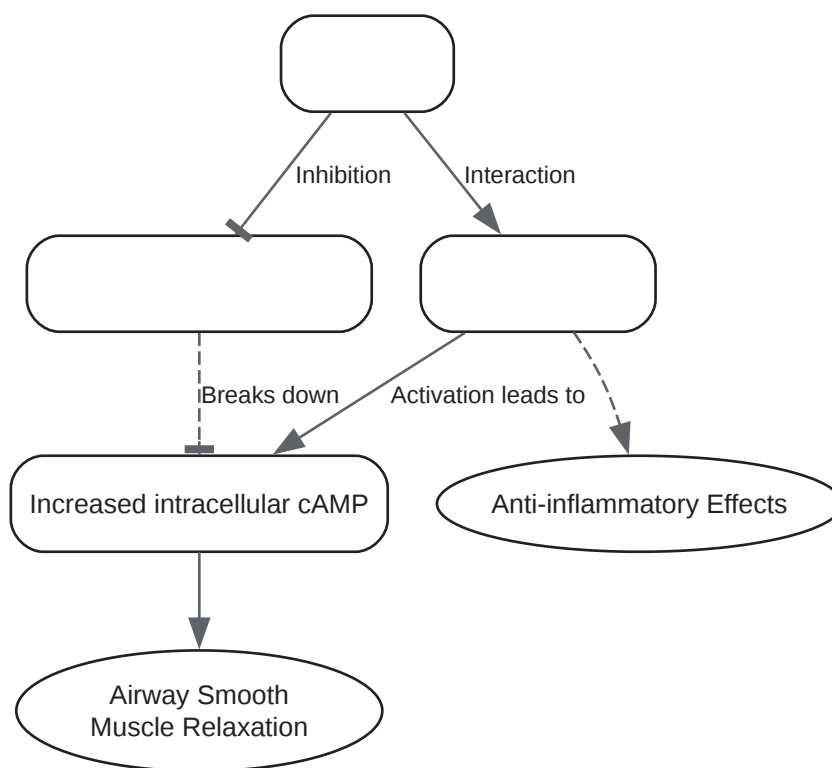 Inhibition
Interaction
Breaks down
Activation leads to
Increased intracellular cAMP
Anti-inflammatory Effects
Airway Smooth
Muscle Relaxation